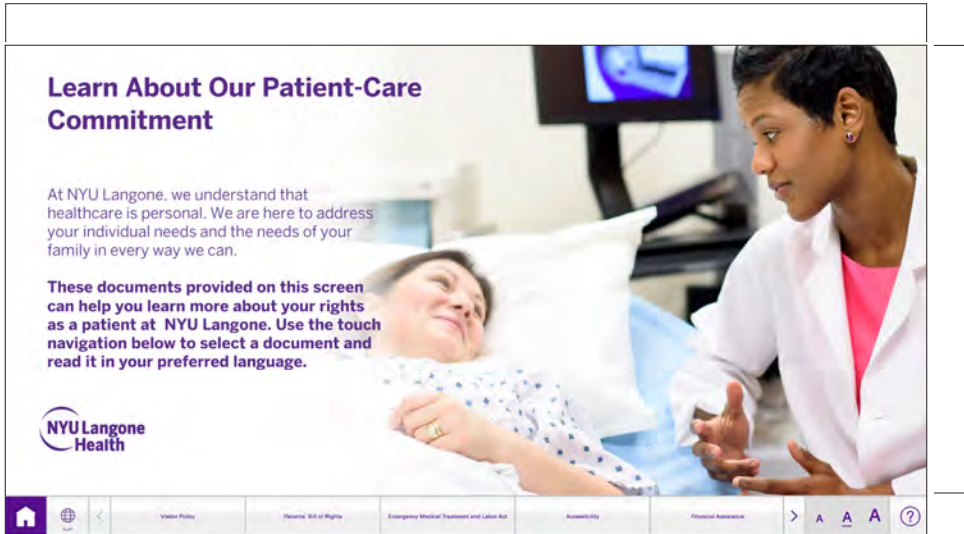 Learn About Our Patient-Care
Commitment
At NYU Langone, we understand that
healthcare is personal. We are here to address
your individual needs and the needs of your
family in every way we can.
These documents provided on this screen
can help you learn more about your rights
as a patient at NYU Langone. Use the touch
navigation below to select a document and
read it in your preferred language.
NYU Langone
Health
Visitor Policy
Patients' Bill of Rights
Emergency Medical Treatment and Labor Act
Accessibility
Financial Assistance
A A A ?